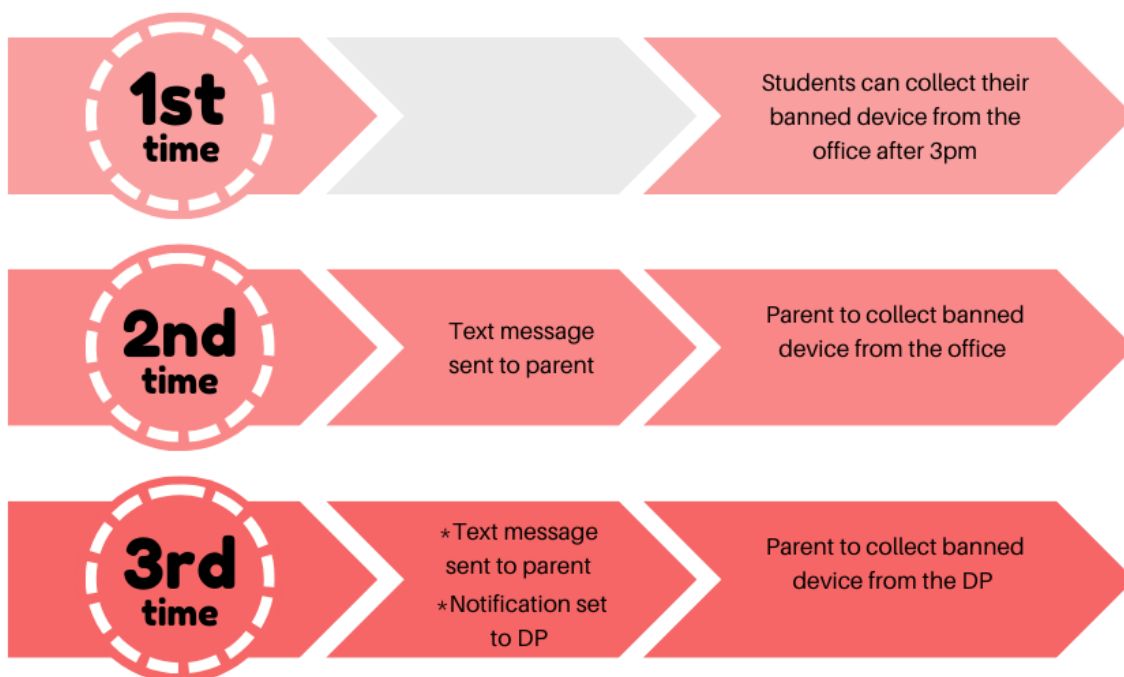 1st
time
Students can collect their
banned device from the
office after 3pm
2nd
time
Text message
sent to parent
Parent to collect banned
device from the office
3rd
time
*Text message
sent to parent
*Notification set
to DP
Parent to collect banned
device from the DP